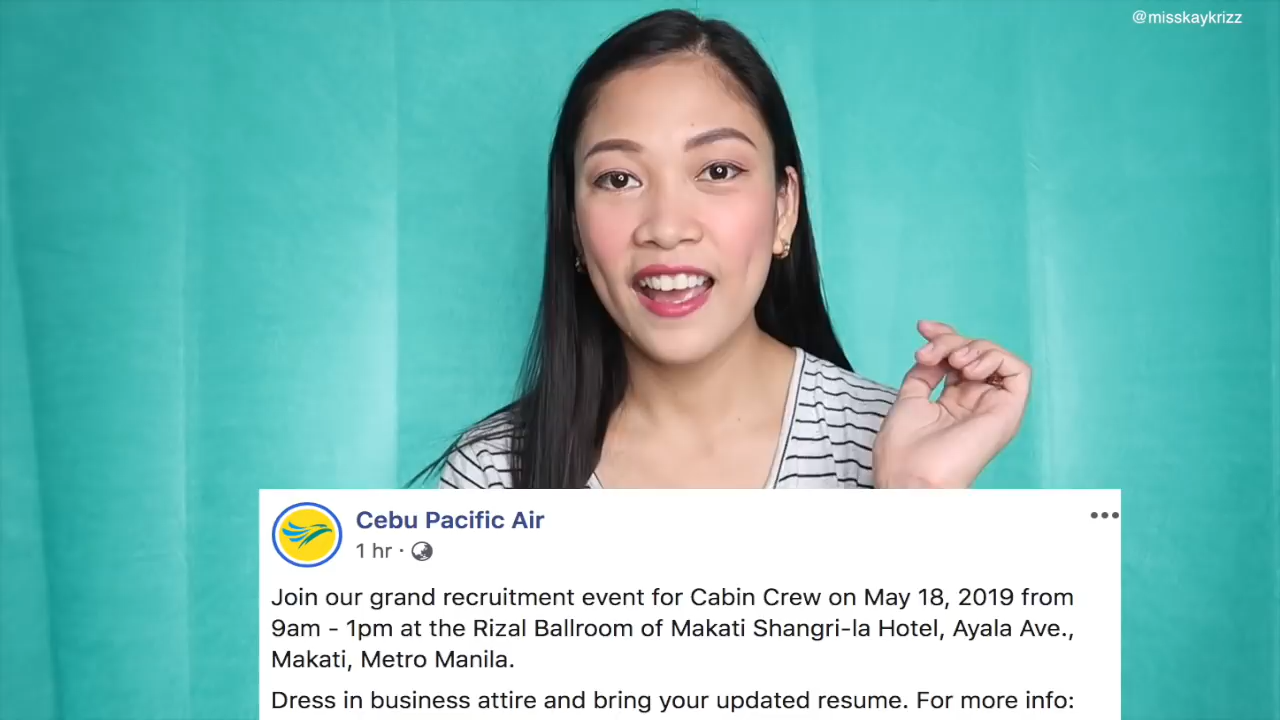 @misskaykrizz
Cebu Pacific Air
1 hr ·
Join our grand recruitment event for Cabin Crew on May 18, 2019 from
9am - 1pm at the Rizal Ballroom of Makati Shangri-la Hotel, Ayala Ave.,
Makati, Metro Manila.
Dress in business attire and bring your updated resume. For more info: